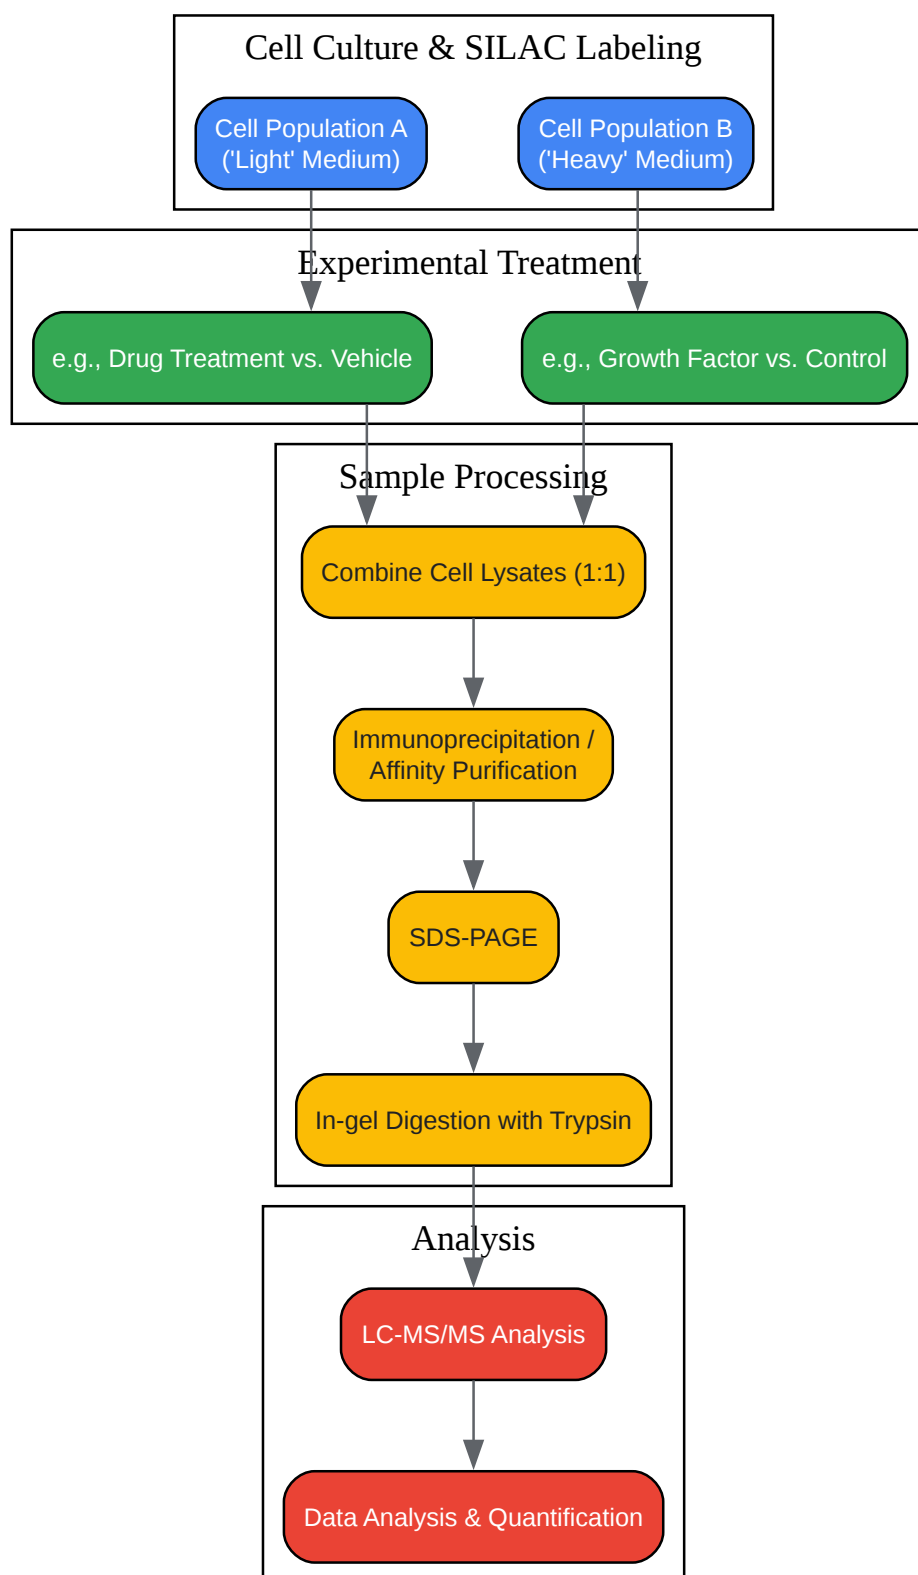 Cell Culture & SILAC Labeling
Cell Population A
('Light' Medium)
Cell Population B
('Heavy' Medium)
Experimental Treatment
e.g., Drug Treatment vs. Vehicle
e.g., Growth Factor vs. Control
Sample Processing
Combine Cell Lysates (1:1)
Immunoprecipitation /
Affinity Purification
SDS-PAGE
In-gel Digestion with Trypsin
Analysis
LC-MS/MS Analysis
Data Analysis & Quantification